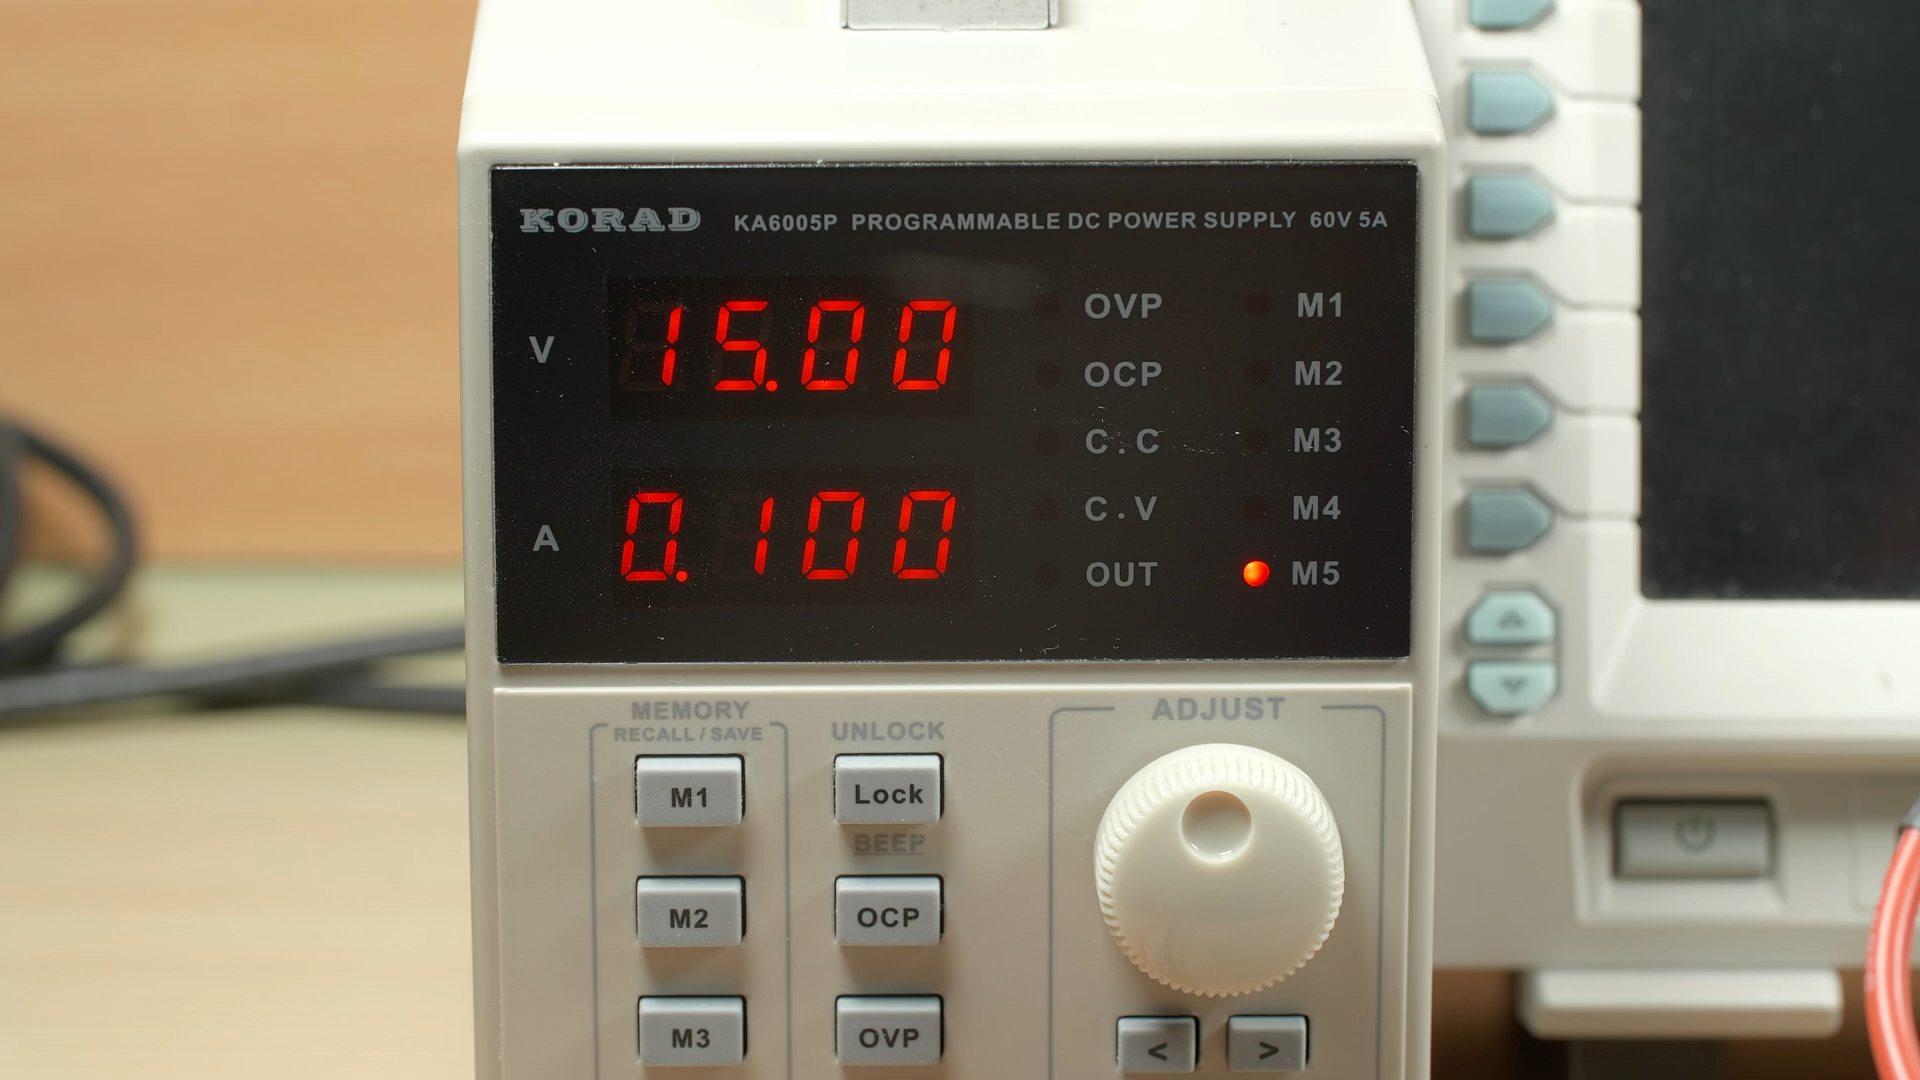 KORAD KA6005P PROGRAMMABLE DC POWER SUPPLY 60V 5A
V 15.00
A 0.100
OVP M1
OCP M2
C.C M3
C.V M4
OUT M5
MEMORY
RECALL / SAVE
UNLOCK
ADJUST
M1 Lock
BEEP
M2 OCP
M3 OVP
< >